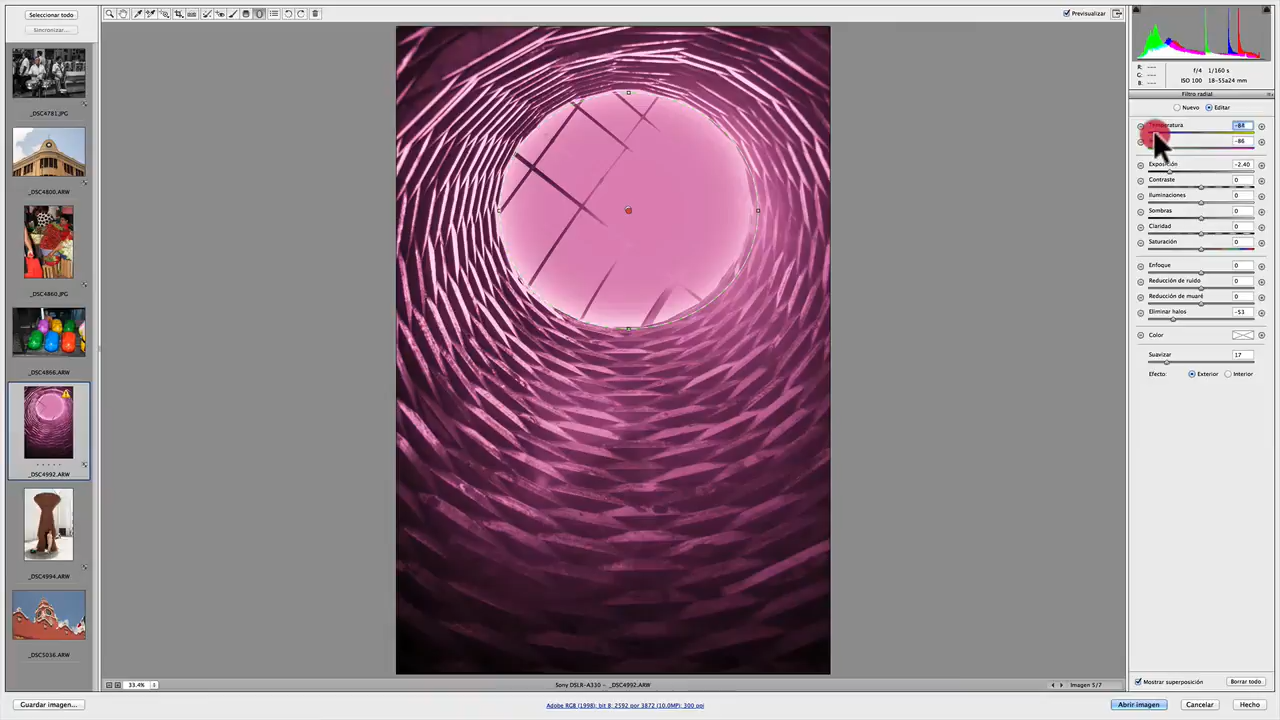 Seleccionar todo
Sincronizar...
_DSC4781.JPG
_DSC4800.ARW
_DSC4860.JPG
_DSC4866.ARW
_DSC4992.ARW
_DSC4994.ARW
_DSC5036.ARW
Guardar imagen...
Previsualizar
33.4%
Sony DSLR-A330 - _DSC4992.ARW
Imagen 5/7
Adobe RGB (1998); bit 8; 2592 por 3872 (10.0MP); 300 ppi
R: ---
G: ---
B: ---
f/4 1/160 s
ISO 100 18-55a24 mm
Filtro radial
Nuevo Editar
-88
-86
Exposición -2.40
Contraste 0
Iluminaciones 0
Sombras 0
Claridad 0
Saturación 0
Enfoque 0
Reducción de ruido 0
Reducción de muaré 0
Eliminar halos -53
Color
Suavizar 17
Efecto: Exterior Interior
Mostrar superposición Borrar todo
Abrir imagen Cancelar Hecho